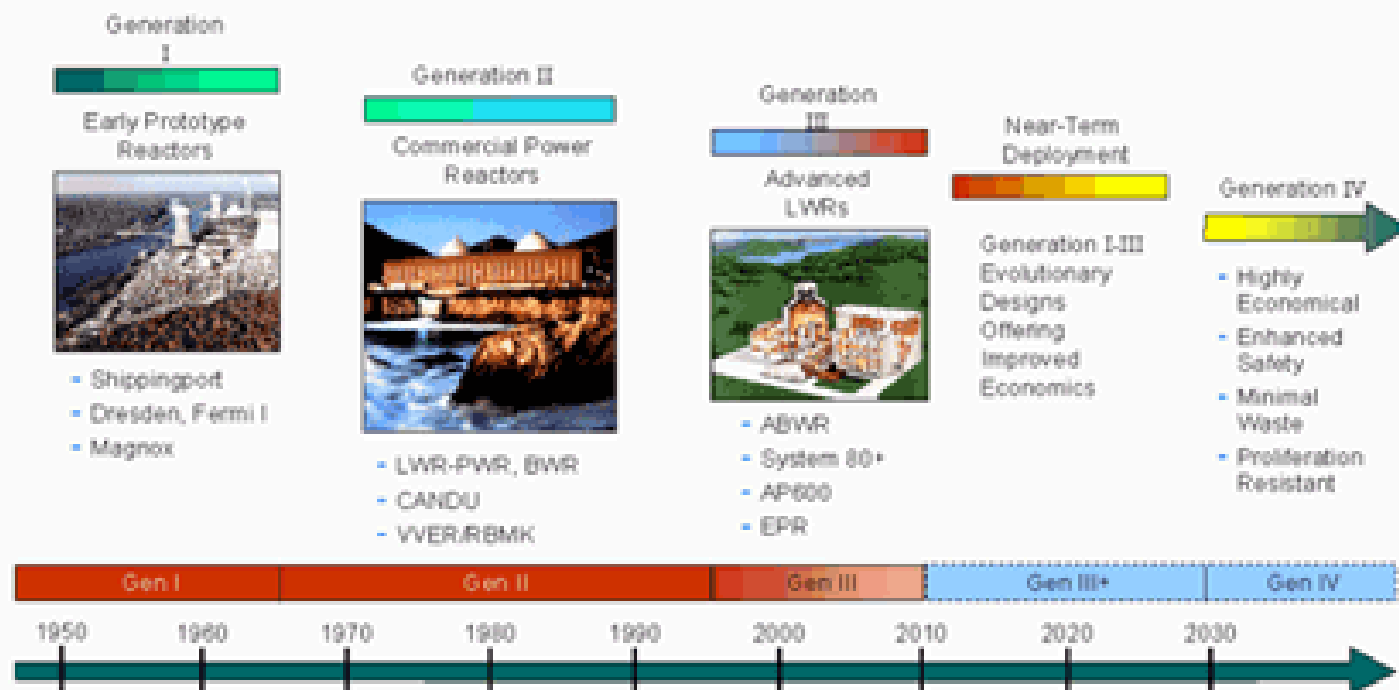 Generation
I
Early Prototype
Reactors
- Shippingport
- Dresden, Fermi I
- Magnox
Generation II
Commercial Power
Reactors
- LWR-PWR, BWR
- CANDU
- VVER/RBMK
Generation
III
Advanced
LWRs
- ABWR
- System 80+
- AP600
- EPR
Near-Term
Deployment
Generation I-III
Evolutionary
Designs
Offering
Improved
Economics
Generation IV
- Highly
Economical
- Enhanced
Safety
- Minimal
Waste
- Proliferation
Resistant
Gen I
Gen II
Gen III
Gen III+
Gen IV
1950
1960
1970
1980
1990
2000
2010
2020
2030